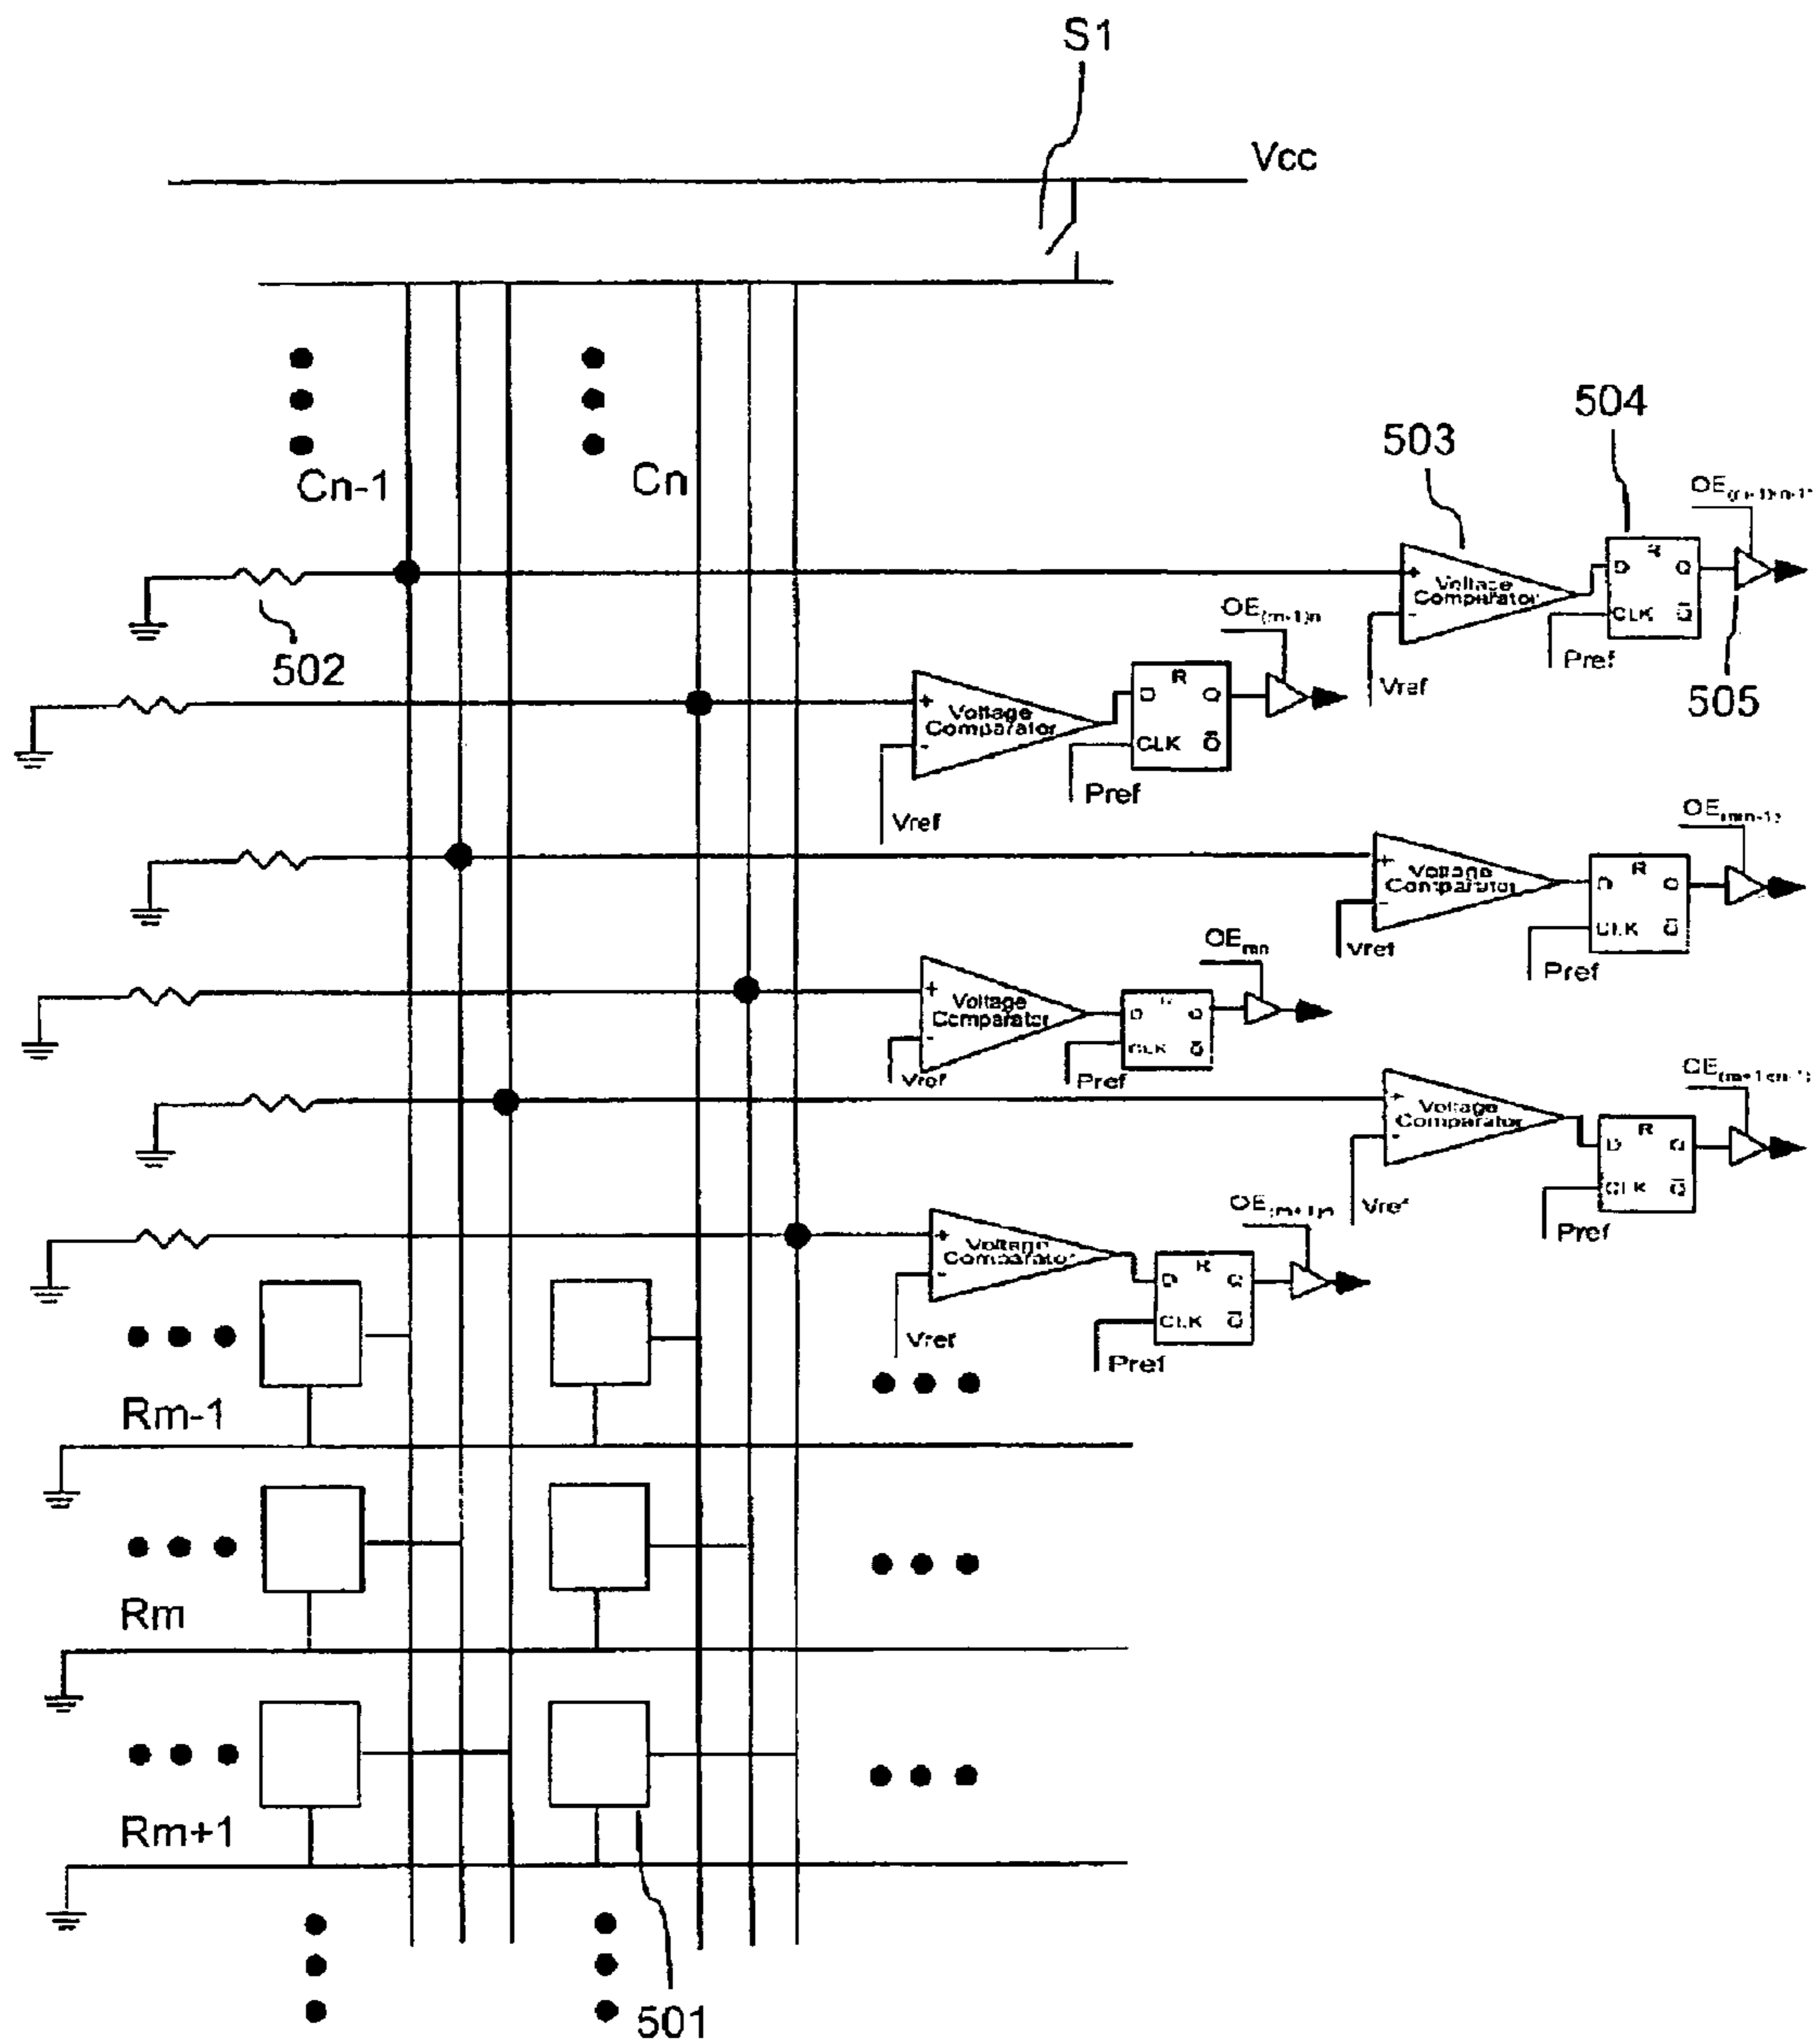 S1
Vcc
Cn-1
Cn
503
504
502
505
Voltage Comparator
+
-
Vref
D
R
Q
CLK
Q̅
Pref
OE(m-1)n
Voltage Comparator
+
-
Vref
D
R
Q
CLK
Q̅
Pref
Voltage Comparator
+
-
Vref
D
R
Q
CLK
Q̅
Pref
OEmn
Voltage Comparator
+
-
Vref
D
R
Q
CLK
Q̅
Pref
Voltage Comparator
+
-
Vref
D
R
Q
CLK
Q̅
Pref
OE(m+1)n
Voltage Comparator
+
-
Vref
D
R
Q
CLK
Q̅
Pref
Rm-1
Rm
Rm+1
501